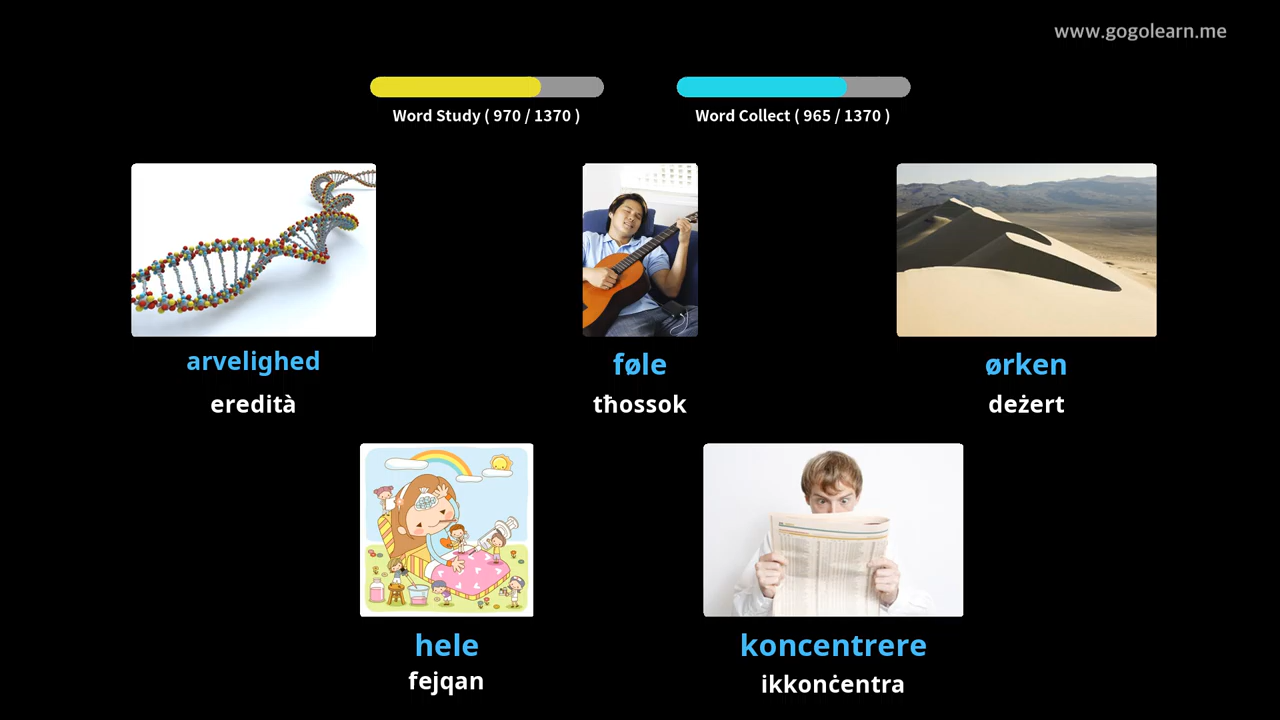 www.gogolearn.me
Word Study ( 970 / 1370 )
Word Collect ( 965 / 1370 )
arvelighed
føle
ørken
eredità
tħossok
deżert
hele
koncentrere
fejqan
ikkonċentra